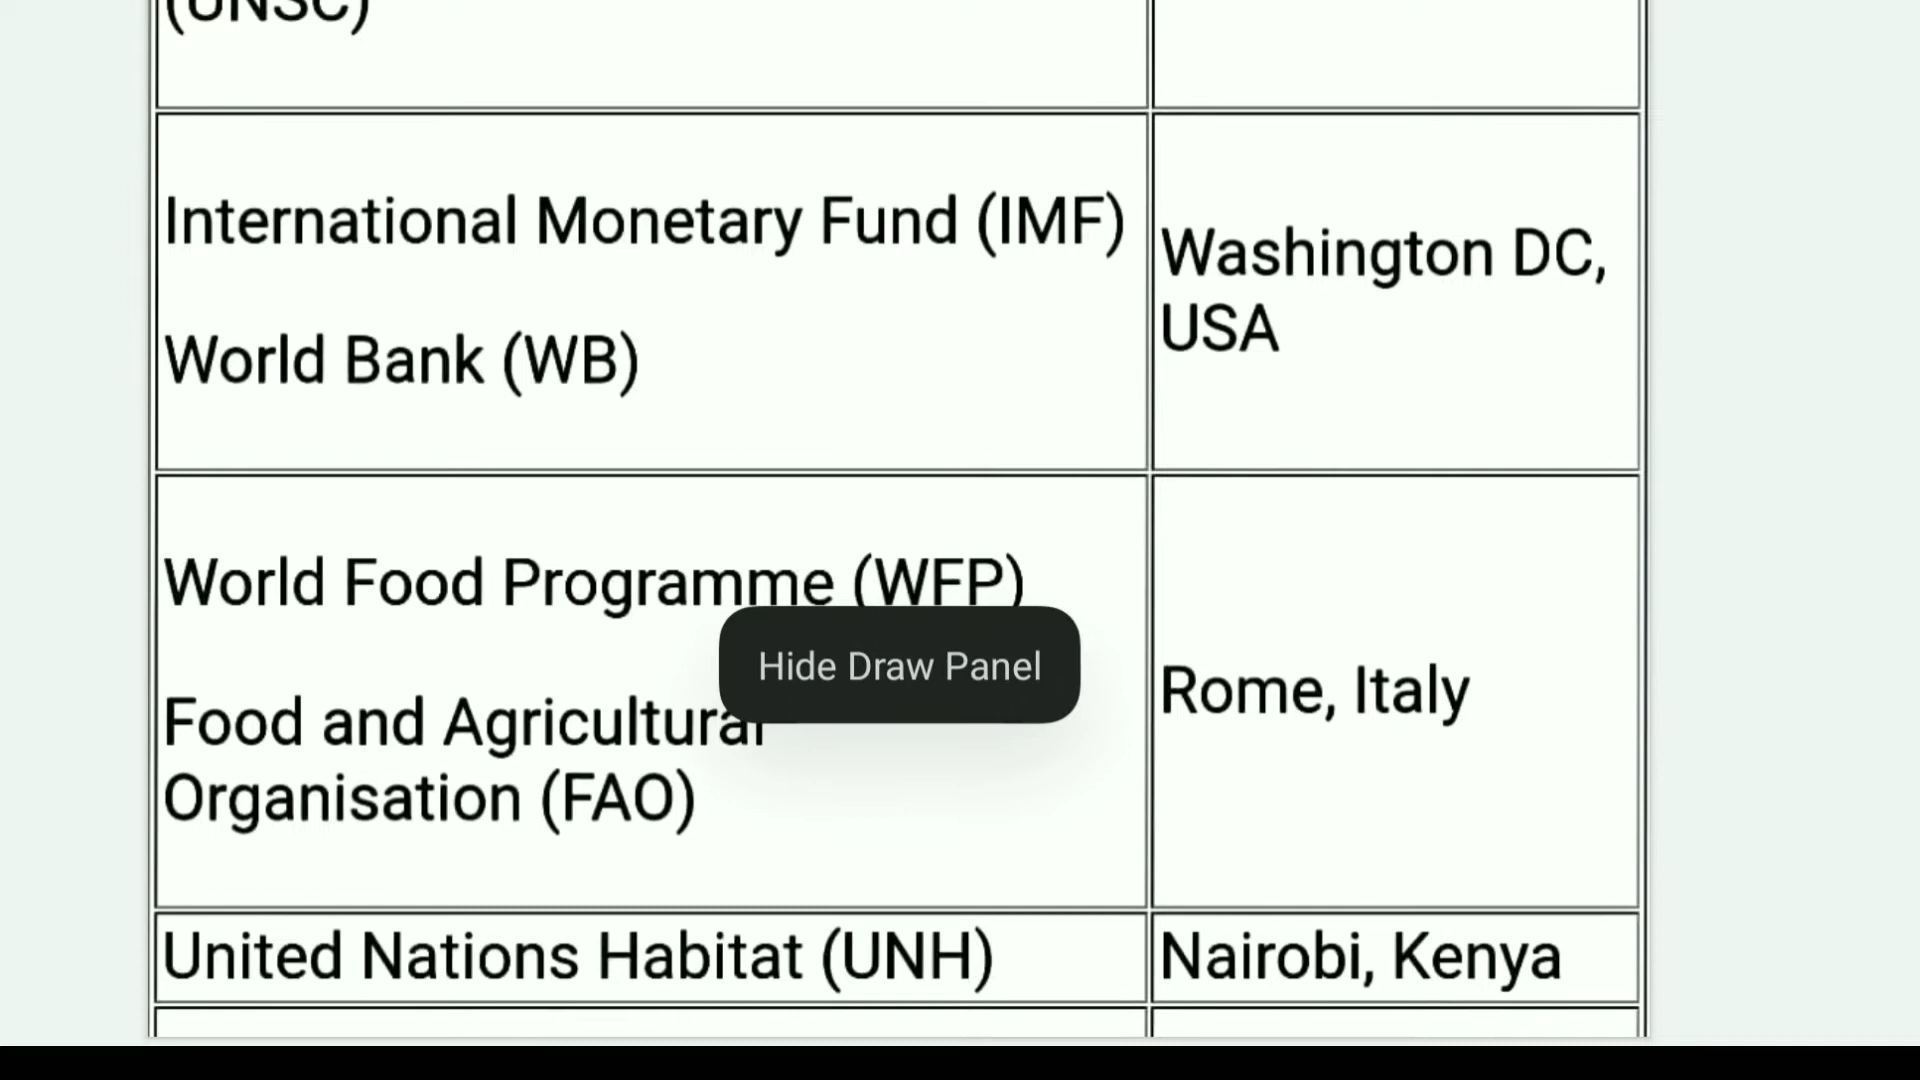 (UNSC)
International Monetary Fund (IMF)
World Bank (WB)
Washington DC,
USA
World Food Programme (WFP)
Food and Agricultural
Organisation (FAO)
Rome, Italy
Hide Draw Panel
United Nations Habitat (UNH)
Nairobi, Kenya